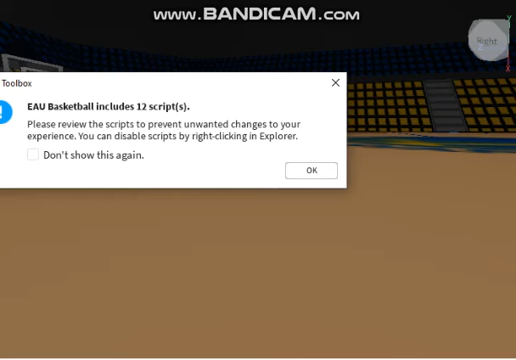 www.BANDICAM.com
Right
Y
X
Toolbox
EAU Basketball includes 12 script(s).
Please review the scripts to prevent unwanted changes to your
experience. You can disable scripts by right-clicking in Explorer.
Don't show this again.
OK